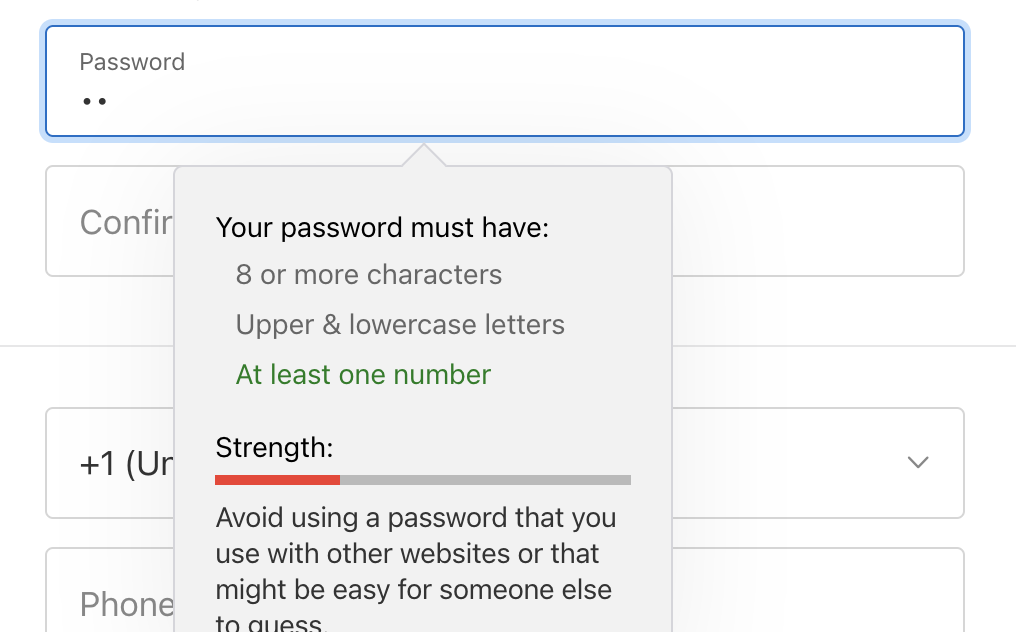 Password
••
Confir
Your password must have:
8 or more characters
Upper & lowercase letters
At least one number
+1 (Un
Strength:
Avoid using a password that you
use with other websites or that
might be easy for someone else
to guess.
Phone